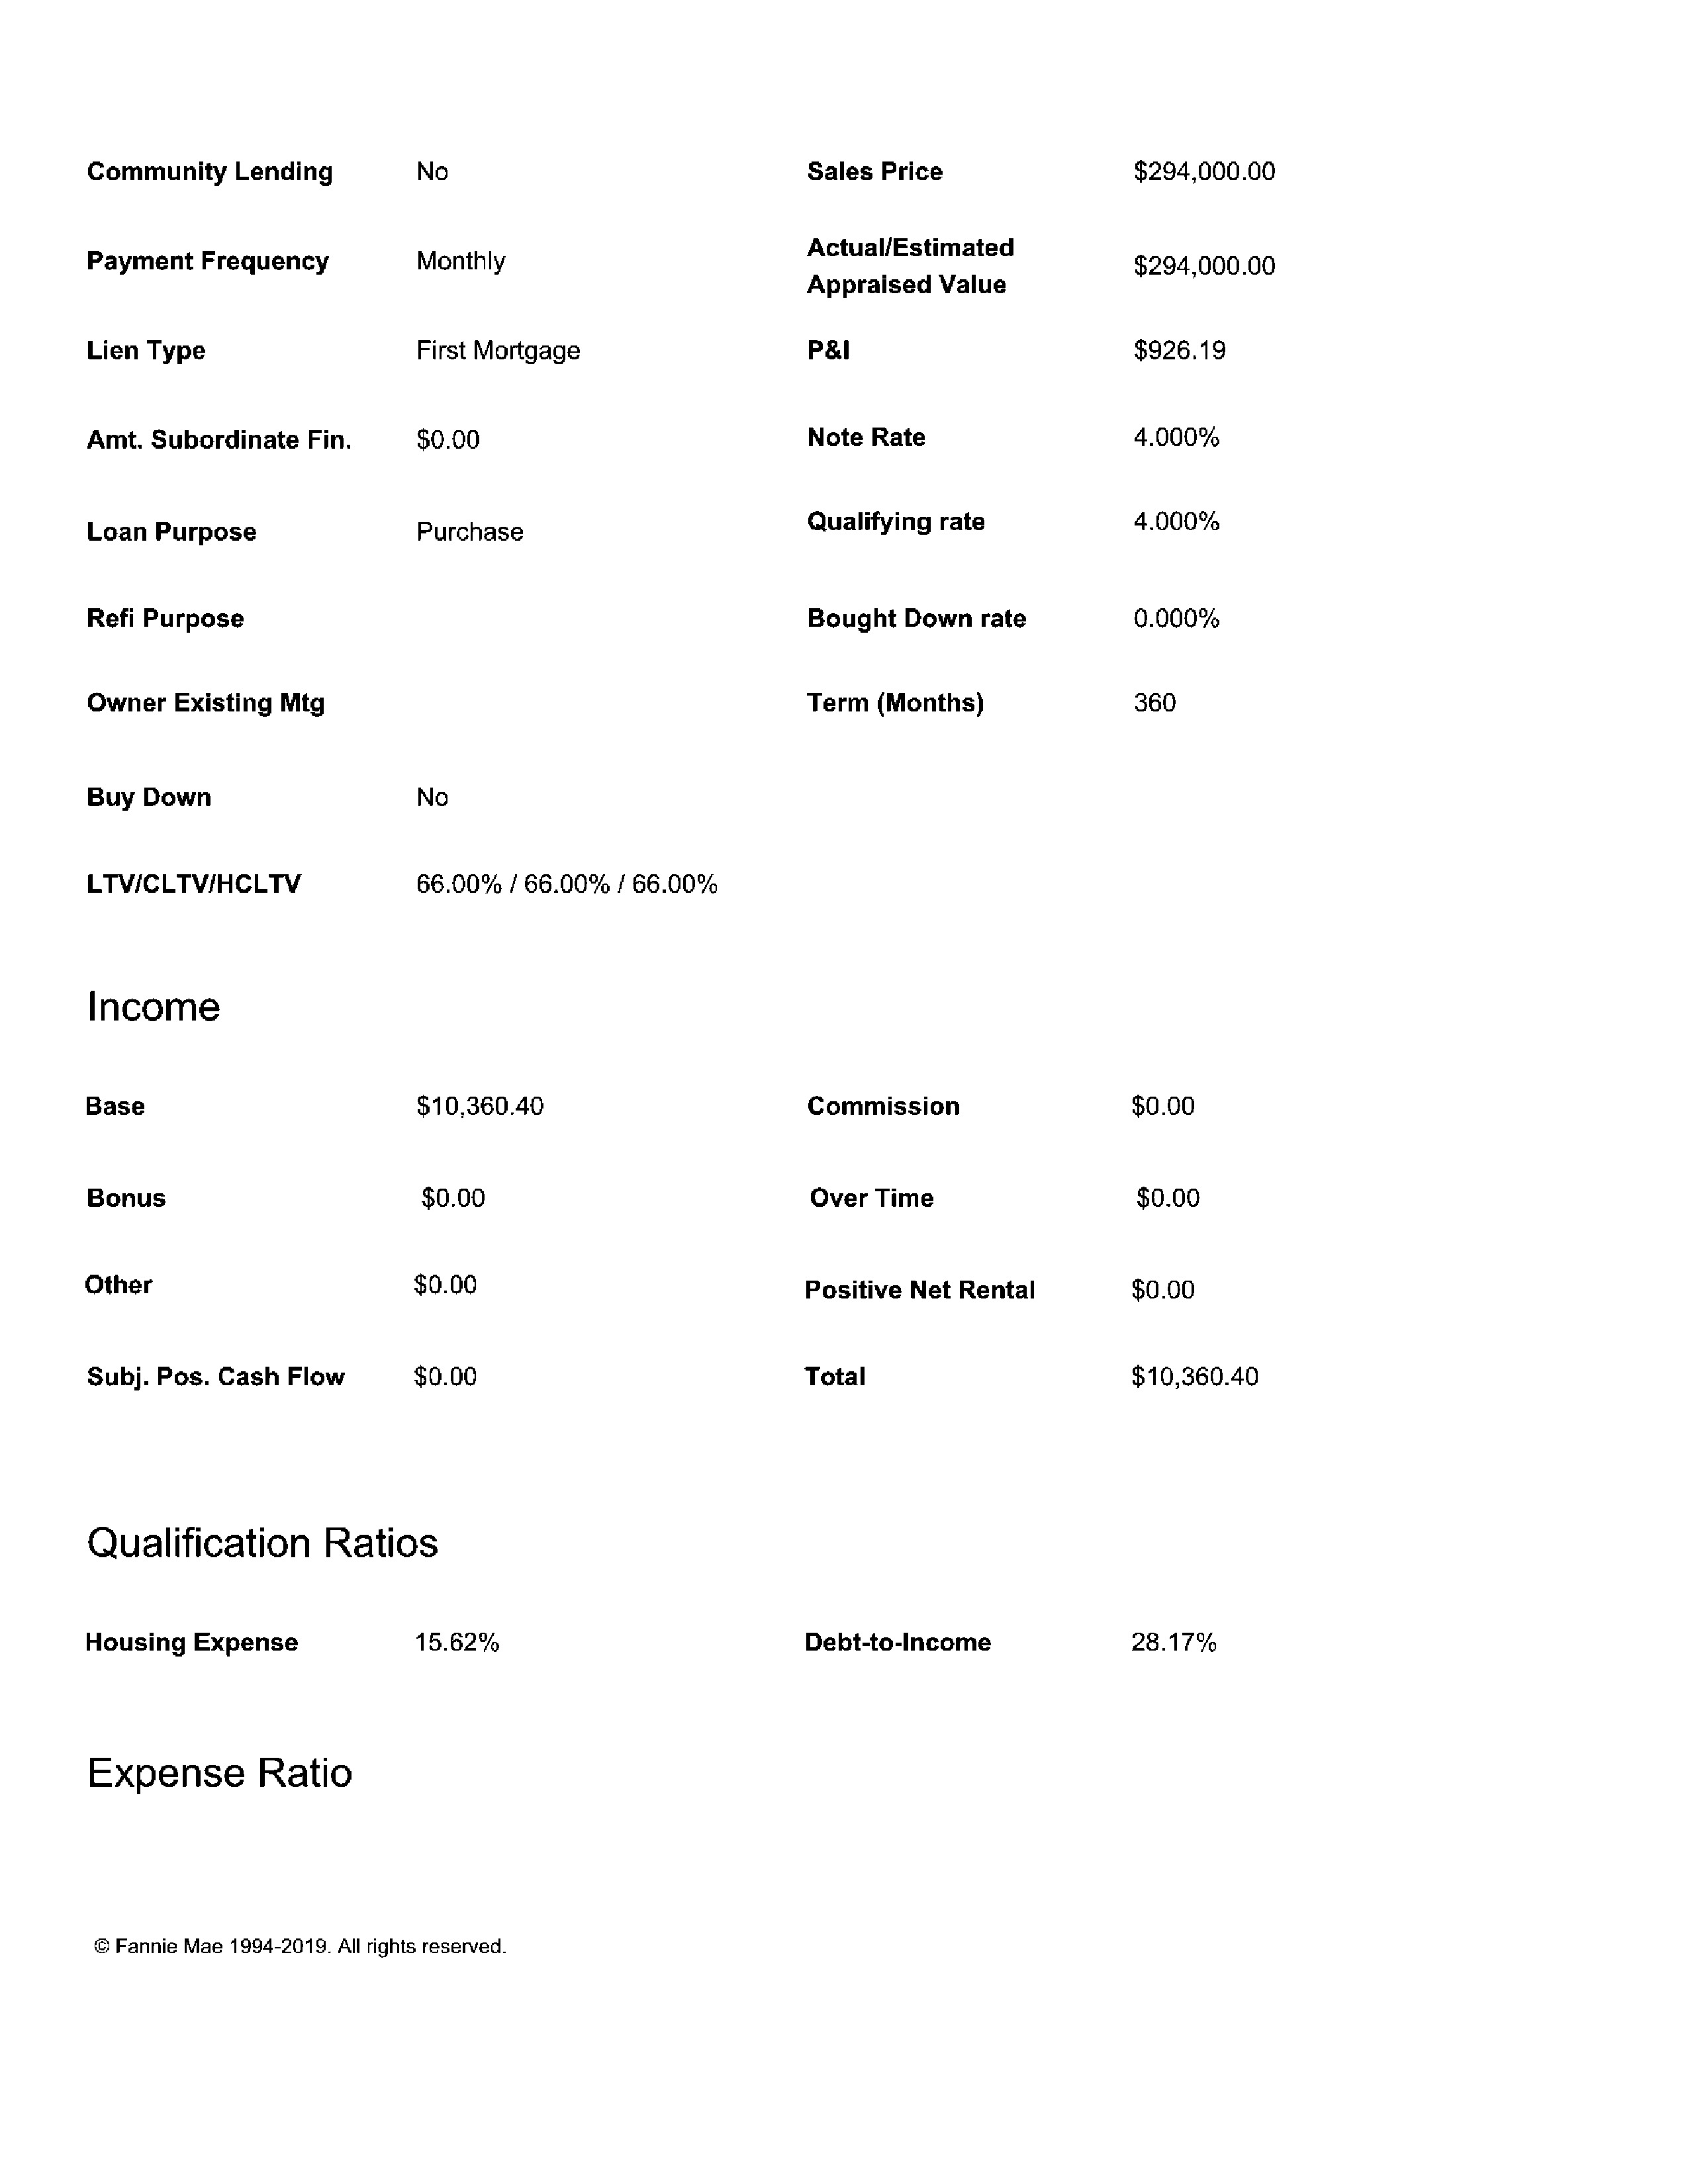 Community Lending No Sales Price $294,000.00
Payment Frequency Monthly Actual/Estimated
Appraised Value $294,000.00
Lien Type First Mortgage P&I $926.19
Amt. Subordinate Fin. $0.00 Note Rate 4.000%
Loan Purpose Purchase Qualifying rate 4.000%
Refi Purpose Bought Down rate 0.000%
Owner Existing Mtg Term (Months) 360
Buy Down No
LTV/CLTV/HCLTV 66.00% / 66.00% / 66.00%
Income
Base $10,360.40 Commission $0.00
Bonus $0.00 Over Time $0.00
Other $0.00 Positive Net Rental $0.00
Subj. Pos. Cash Flow $0.00 Total $10,360.40
Qualification Ratios
Housing Expense 15.62% Debt-to-Income 28.17%
Expense Ratio
© Fannie Mae 1994-2019. All rights reserved.